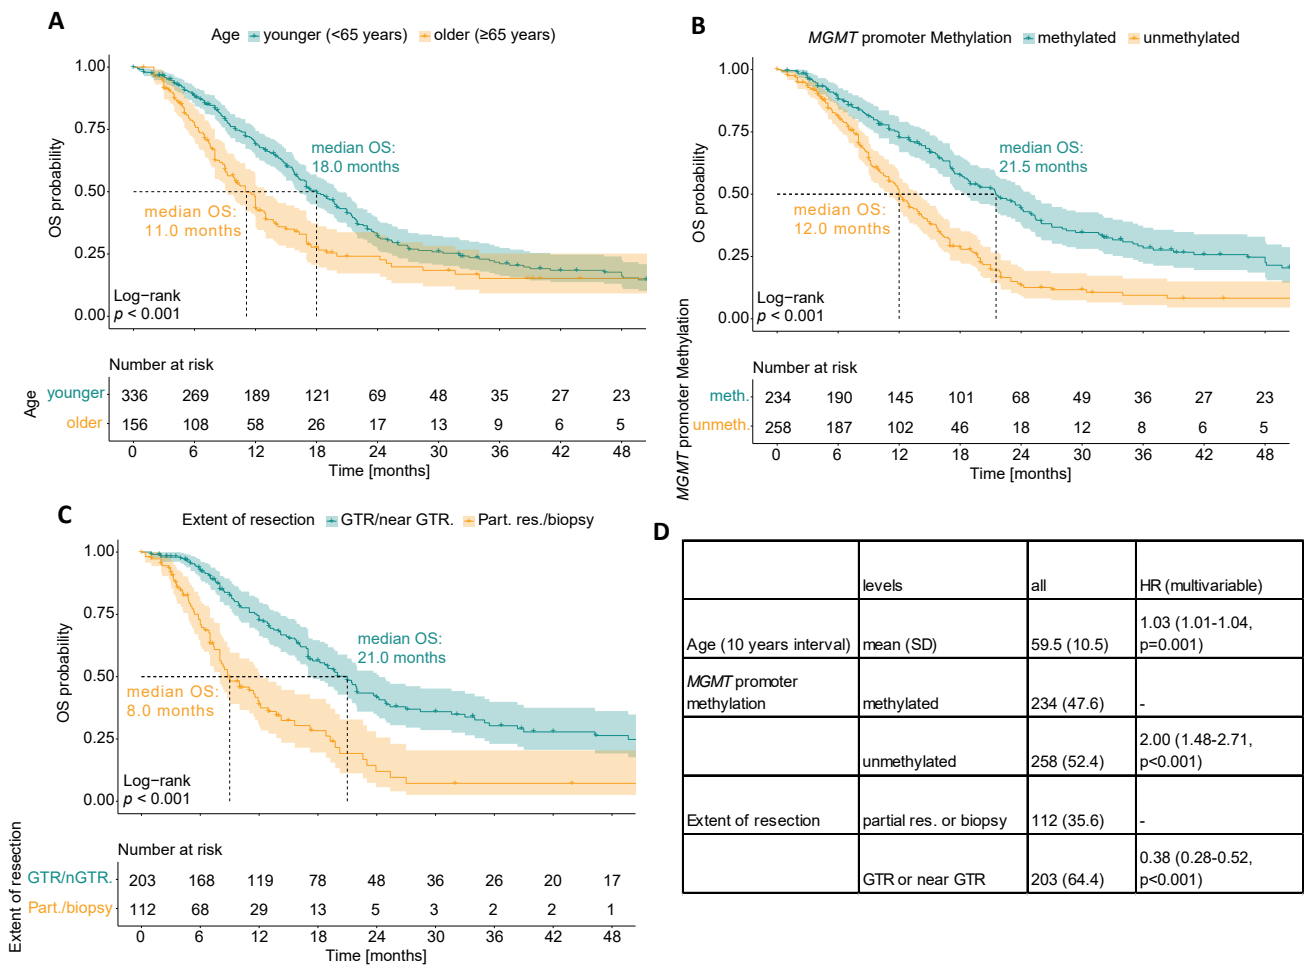 A
Age younger (<65 years) older (≥65 years)
1.00
0.75
0.50
0.25
0.00
OS probability
median OS:
18.0 months
median OS:
11.0 months
Log−rank
p < 0.001
Number at risk
Age
younger 336 269 189 121 69 48 35 27 23
older 156 108 58 26 17 13 9 6 5
0 6 12 18 24 30 36 42 48
Time [months]
B
MGMT promoter Methylation methylated unmethylated
1.00
0.75
0.50
0.25
0.00
OS probability
median OS:
21.5 months
median OS:
12.0 months
Log−rank
p < 0.001
Number at risk
MGMT promoter Methylation
meth. 234 190 145 101 68 49 36 27 23
unmeth. 258 187 102 46 18 12 8 6 5
0 6 12 18 24 30 36 42 48
Time [months]
C
Extent of resection GTR/near GTR. Part. res./biopsy
1.00
0.75
0.50
0.25
0.00
OS probability
median OS:
21.0 months
median OS:
8.0 months
Log−rank
p < 0.001
Number at risk
Extent of resection
GTR/nGTR. 203 168 119 78 48 36 26 20 17
Part./biopsy 112 68 29 13 5 3 2 2 1
0 6 12 18 24 30 36 42 48
Time [months]
D
levels all HR (multivariable)
Age (10 years interval) mean (SD) 59.5 (10.5) 1.03 (1.01-1.04,
p=0.001)
MGMT promoter
methylation methylated 234 (47.6) -
unmethylated 258 (52.4) 2.00 (1.48-2.71,
p<0.001)
Extent of resection partial res. or biopsy 112 (35.6) -
GTR or near GTR 203 (64.4) 0.38 (0.28-0.52,
p<0.001)